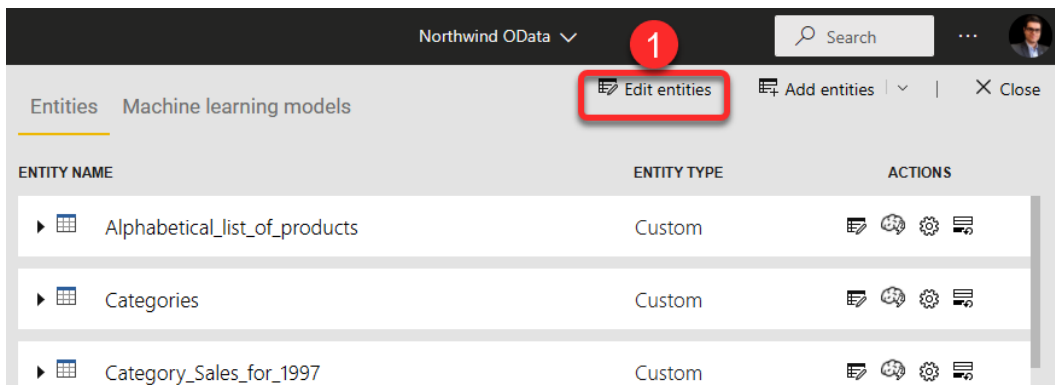 Northwind OData
Search
...
1
Edit entities
Add entities
Close
Entities Machine learning models
ENTITY NAME ENTITY TYPE ACTIONS
Alphabetical_list_of_products Custom
Categories Custom
Category_Sales_for_1997 Custom